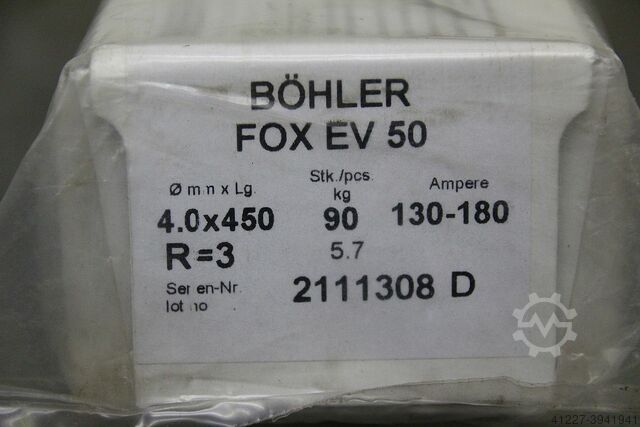 BÖHLER
FOX EV 50
Ø mm x Lg. Stk./pcs. Ampere
kg
4.0x450 90 130-180
R=3 5.7
Serien-Nr.
lot no 2111308 D
41227-3941941